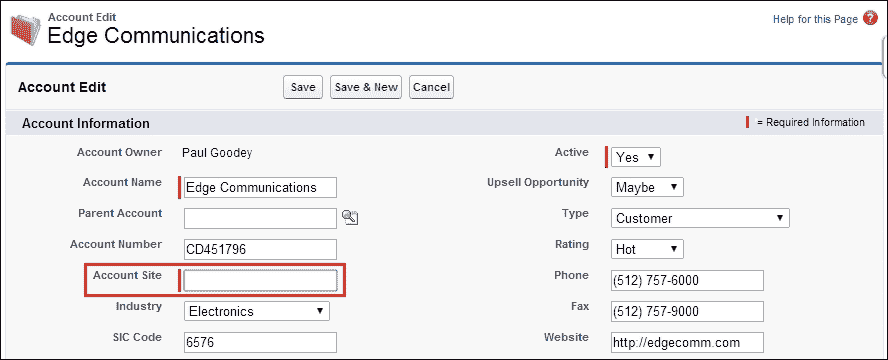 Account Edit
Edge Communications
Help for this Page ?
Account Edit
Save
Save & New
Cancel
Account Information
= Required Information
Account Owner Paul Goodey
Active Yes
Account Name Edge Communications
Upsell Opportunity Maybe
Parent Account
Type Customer
Account Number CD451796
Rating Hot
Account Site
Phone (512) 757-6000
Industry Electronics
Fax (512) 757-9000
SIC Code 6576
Website http://edgecomm.com